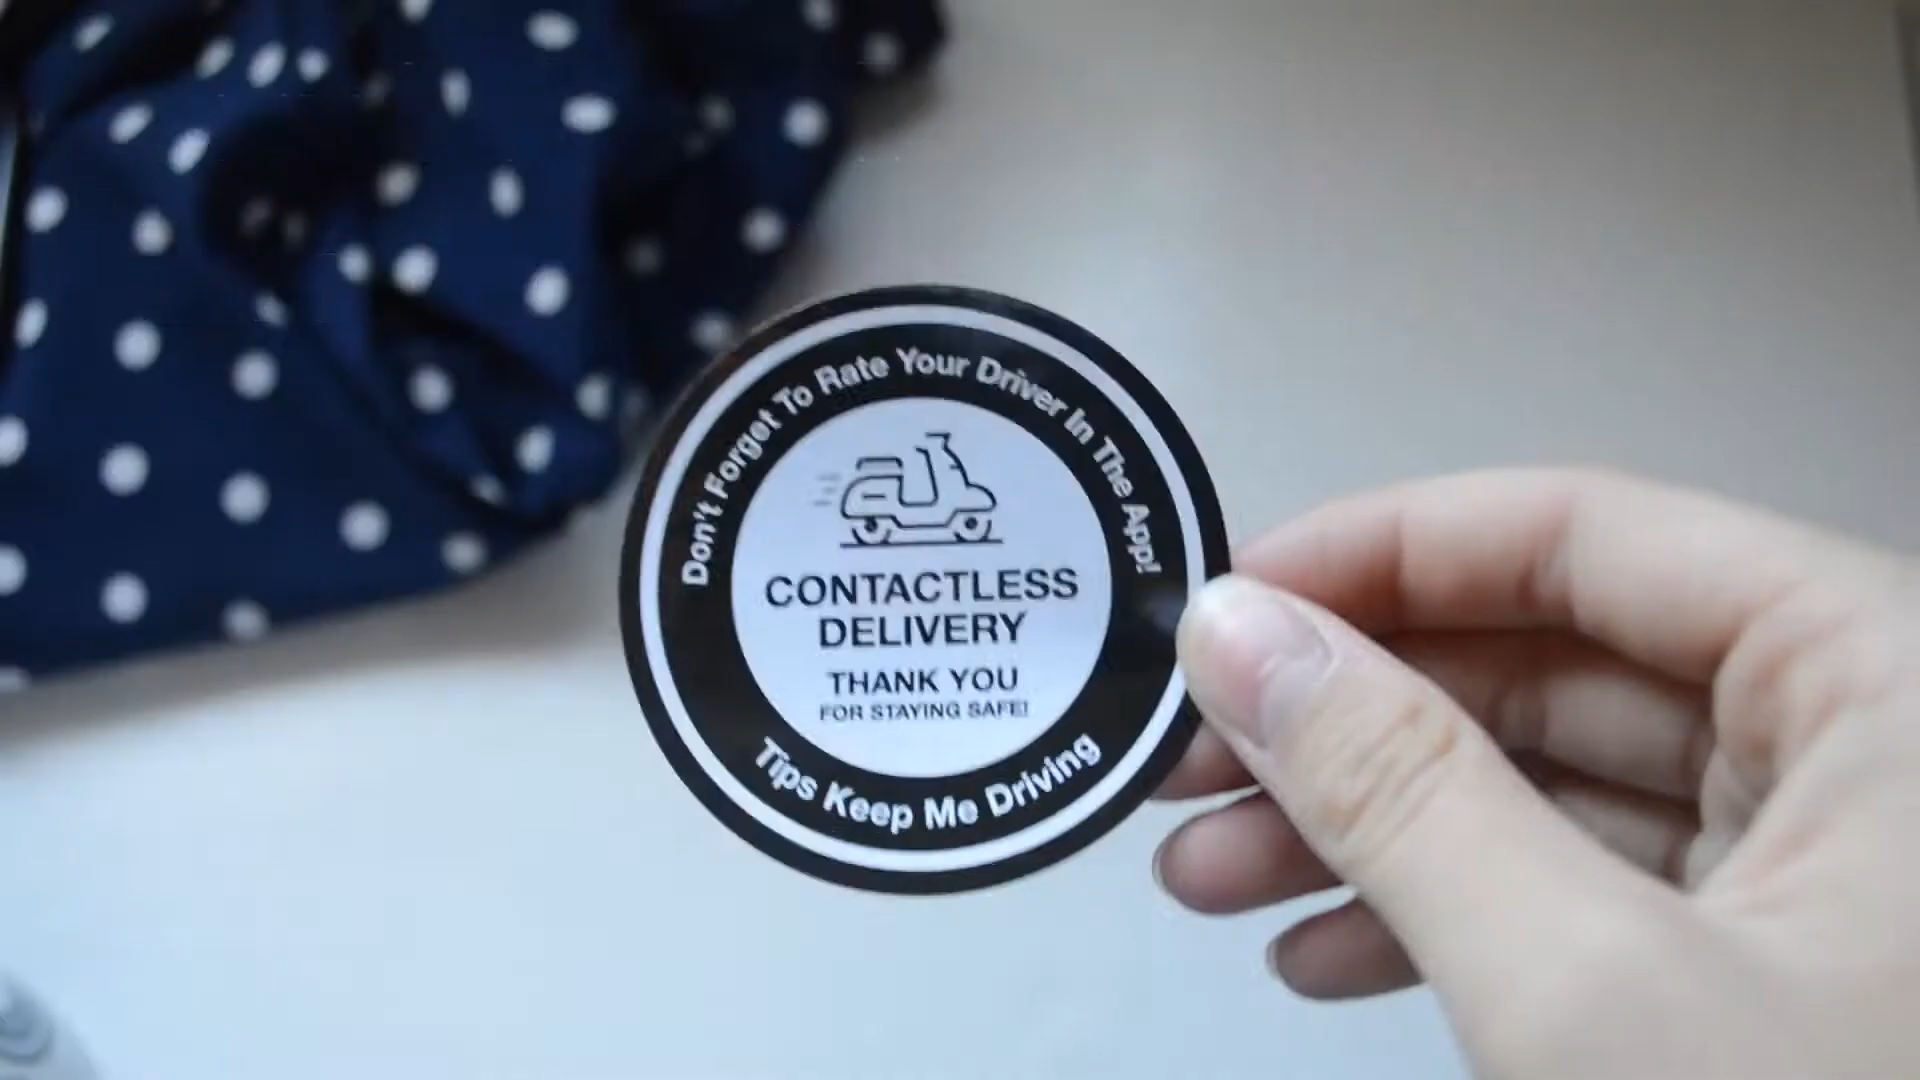 Don't Forget To Rate Your Driver In The App!
CONTACTLESS
DELIVERY
THANK YOU
FOR STAYING SAFE!
Tips Keep Me Driving